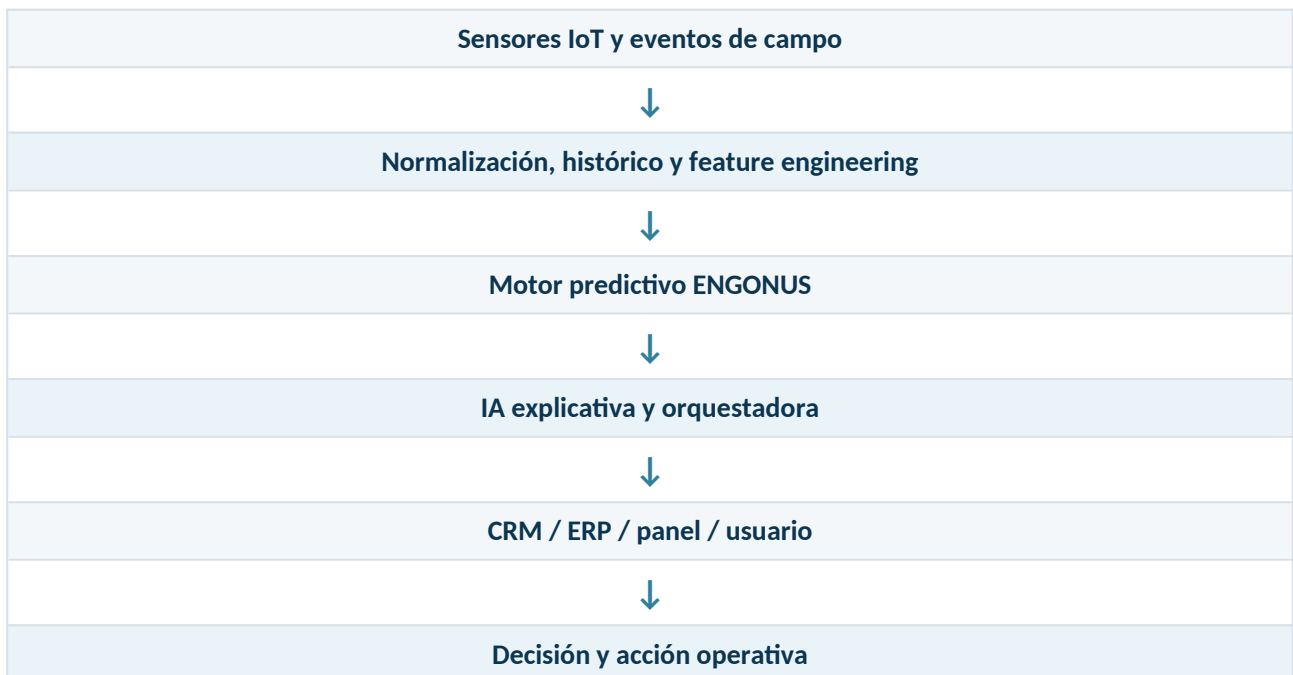 Sensores IoT y eventos de campo
↓
Normalización, histórico y feature engineering
↓
Motor predictivo ENGONUS
↓
IA explicativa y orquestadora
↓
CRM / ERP / panel / usuario
↓
Decisión y acción operativa